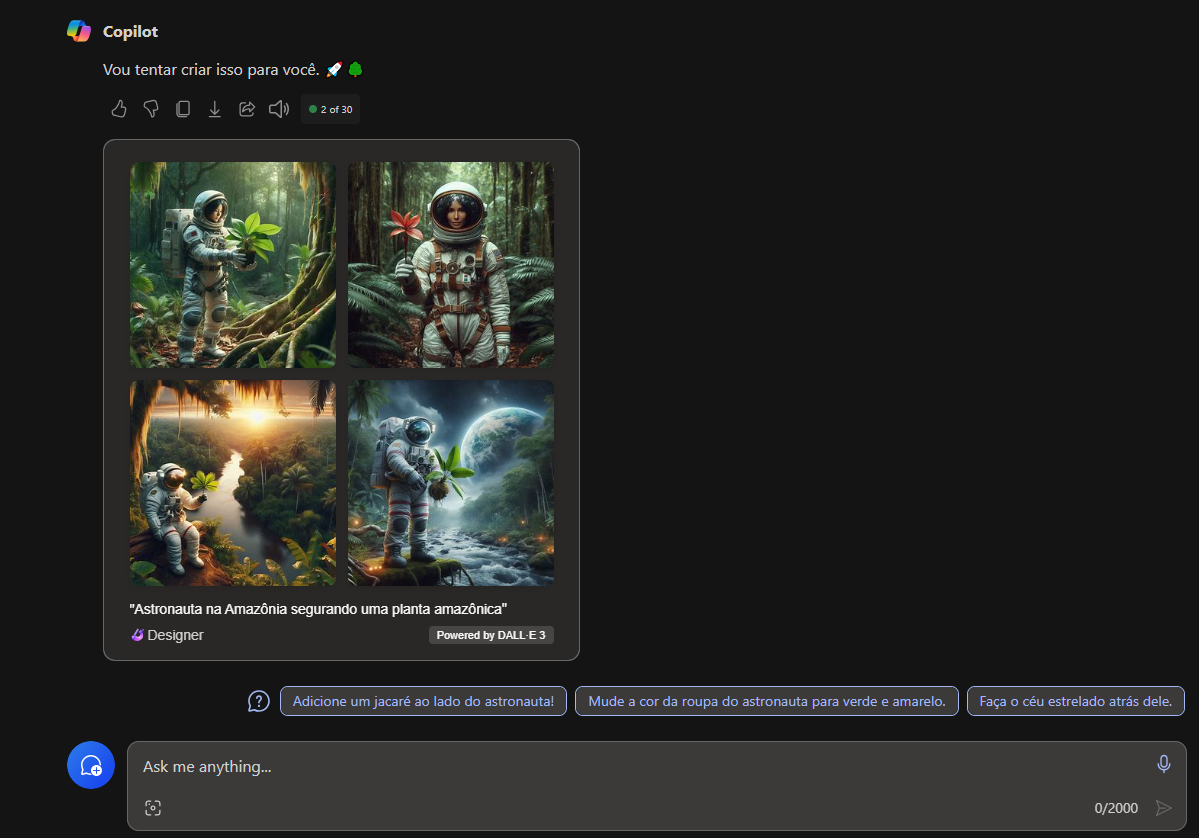 Copilot
Vou tentar criar isso para você. 🚀🌳
2 of 30
"Astronauta na Amazônia segurando uma planta amazônica"
Designer
Powered by DALL·E 3
Adicione um jacaré ao lado do astronauta!
Mude a cor da roupa do astronauta para verde e amarelo.
Faça o céu estrelado atrás dele.
Ask me anything...
0/2000